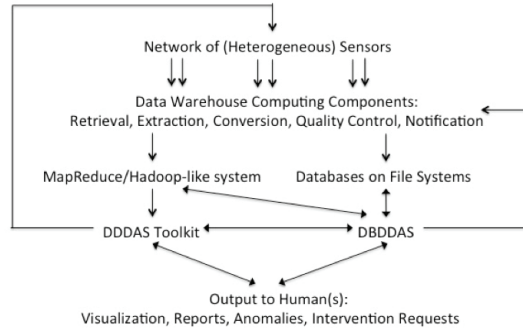 Network of (Heterogeneous) Sensors
Data Warehouse Computing Components:
Retrieval, Extraction, Conversion, Quality Control, Notification
MapReduce/Hadoop-like system
Databases on File Systems
DDDAS Toolkit
DBDDAS
Output to Human(s):
Visualization, Reports, Anomalies, Intervention Requests